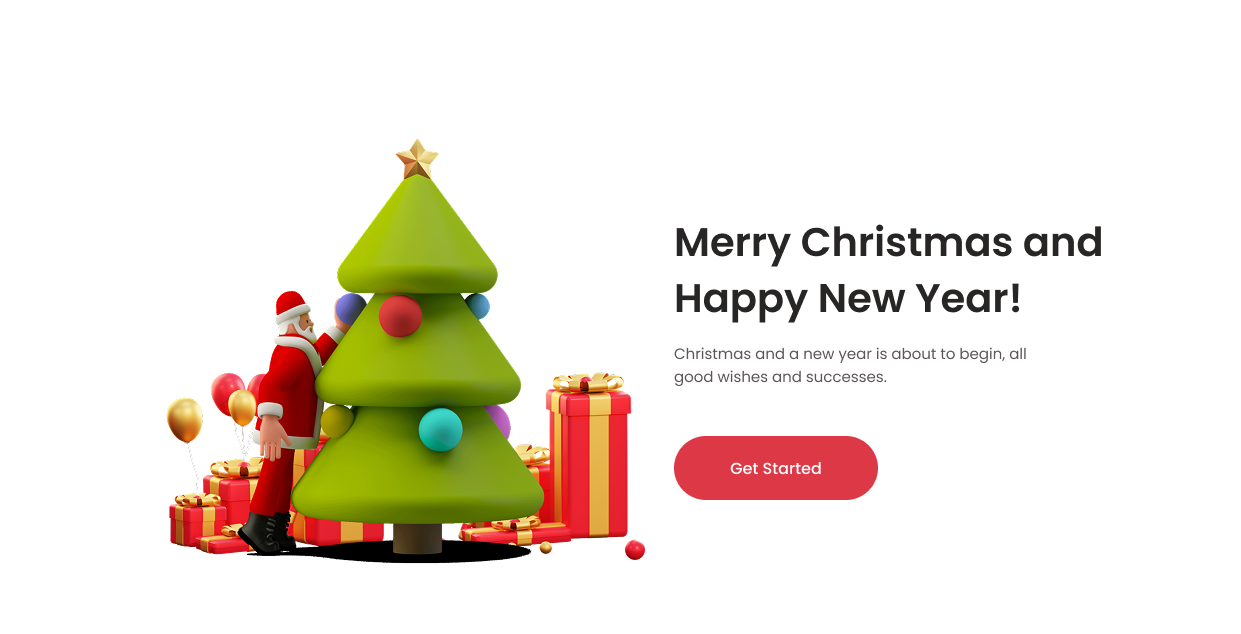 Merry Christmas and
Happy New Year!
Christmas and a new year is about to begin, all
good wishes and successes.
Get Started